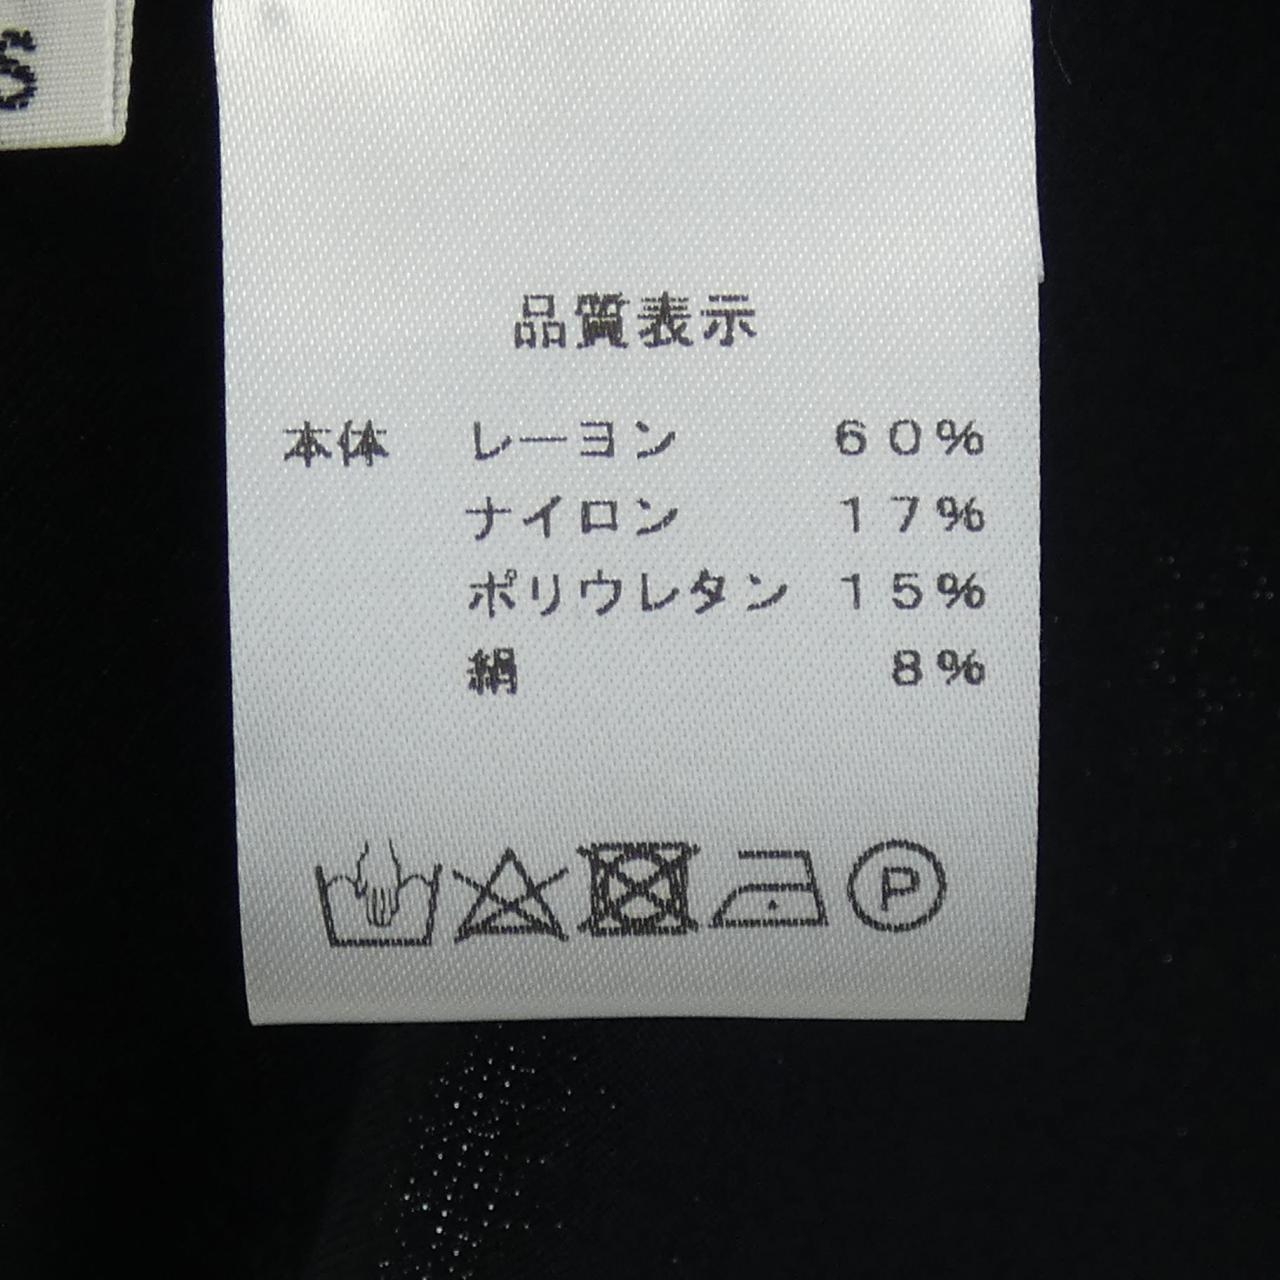 品質表示
本体 レーヨン 60%
ナイロン 17%
ポリウレタン 15%
絹 8%
P